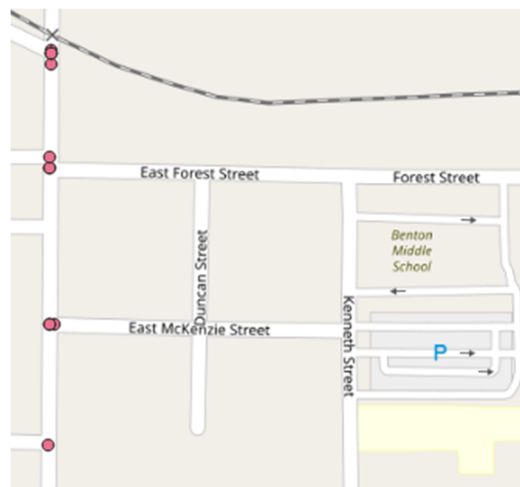 East Forest Street
Forest Street
Benton
Middle
School
Duncan Street
East McKenzie Street
Kenneth Street
P